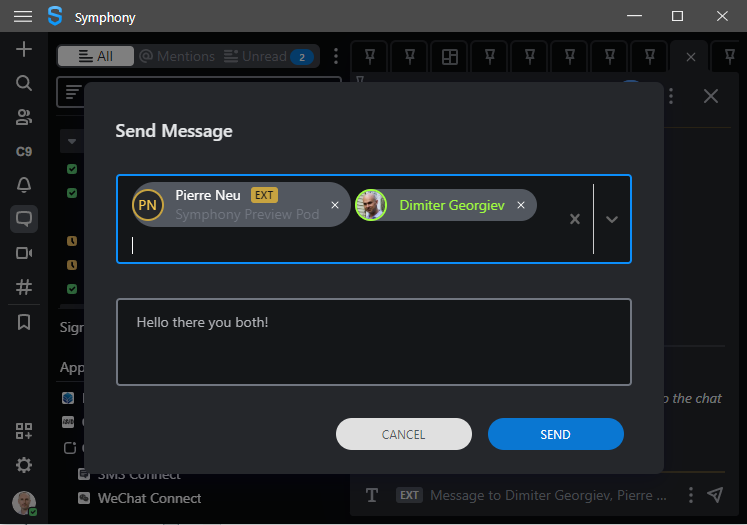 Symphony
All
Mentions
Unread
2
C9
Send Message
PN
Pierre Neu
EXT
Symphony Preview Pod
Dimiter Georgiev
Hello there you both!
Sign
App
to the chat
CANCEL
SEND
SMS Connect
WeChat Connect
T
EXT
Message to Dimiter Georgiev, Pierre ...